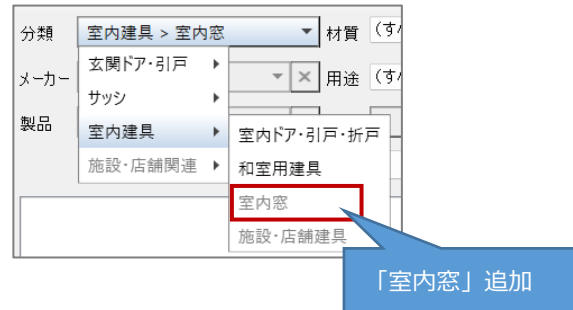 分類 室内建具 > 室内窓 材質 (す
メーカー 用途 (す
製品
玄関ドア・引戸
サッシ
室内建具
施設・店舗関連
室内ドア・引戸・折戸
和室用建具
室内窓
施設・店舗建具
「室内窓」追加